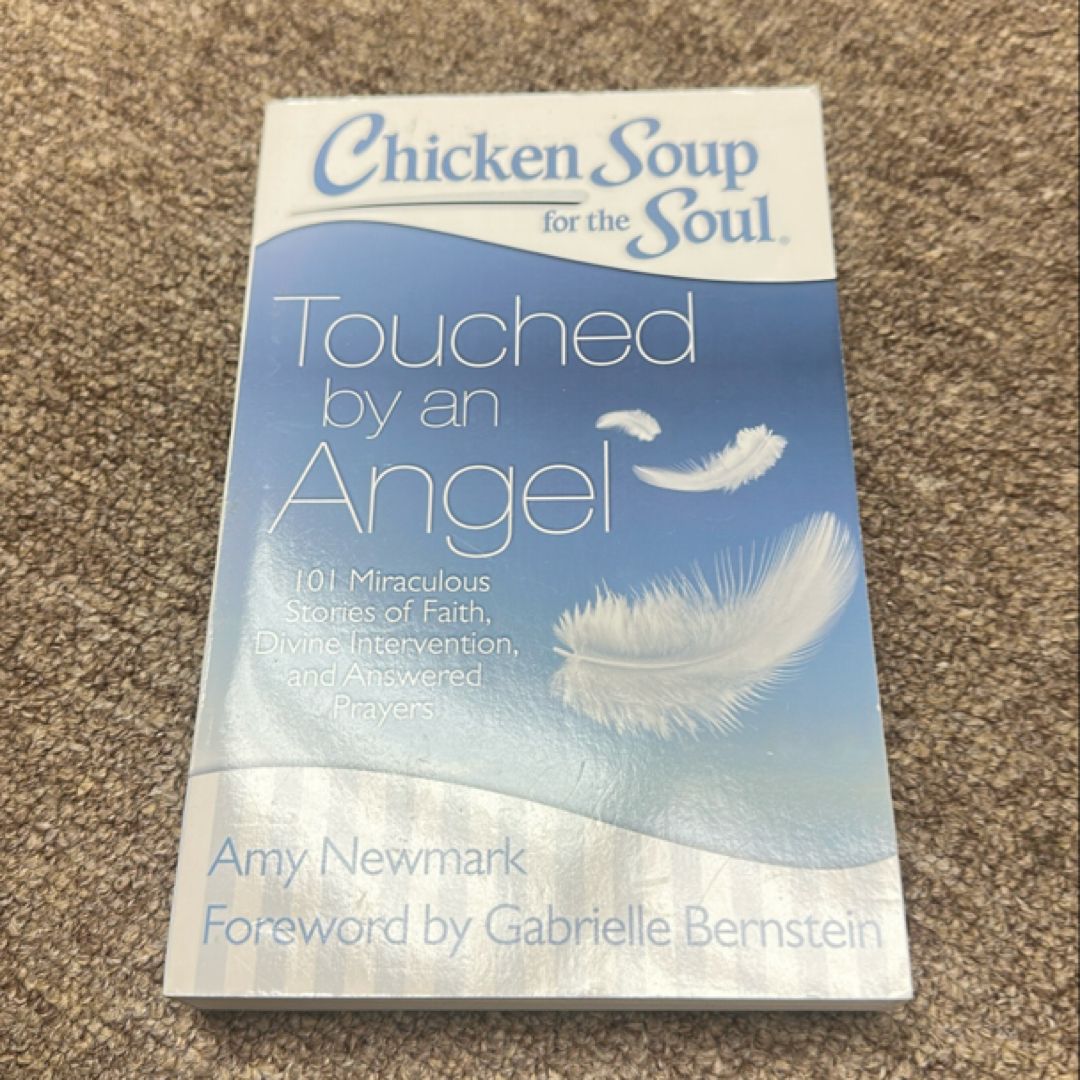 Chicken Soup
for the Soul®
Touched
by an
Angel
101 Miraculous
Stories of Faith,
Divine Intervention,
and Answered
Prayers
Amy Newmark
Foreword by Gabrielle Bernstein